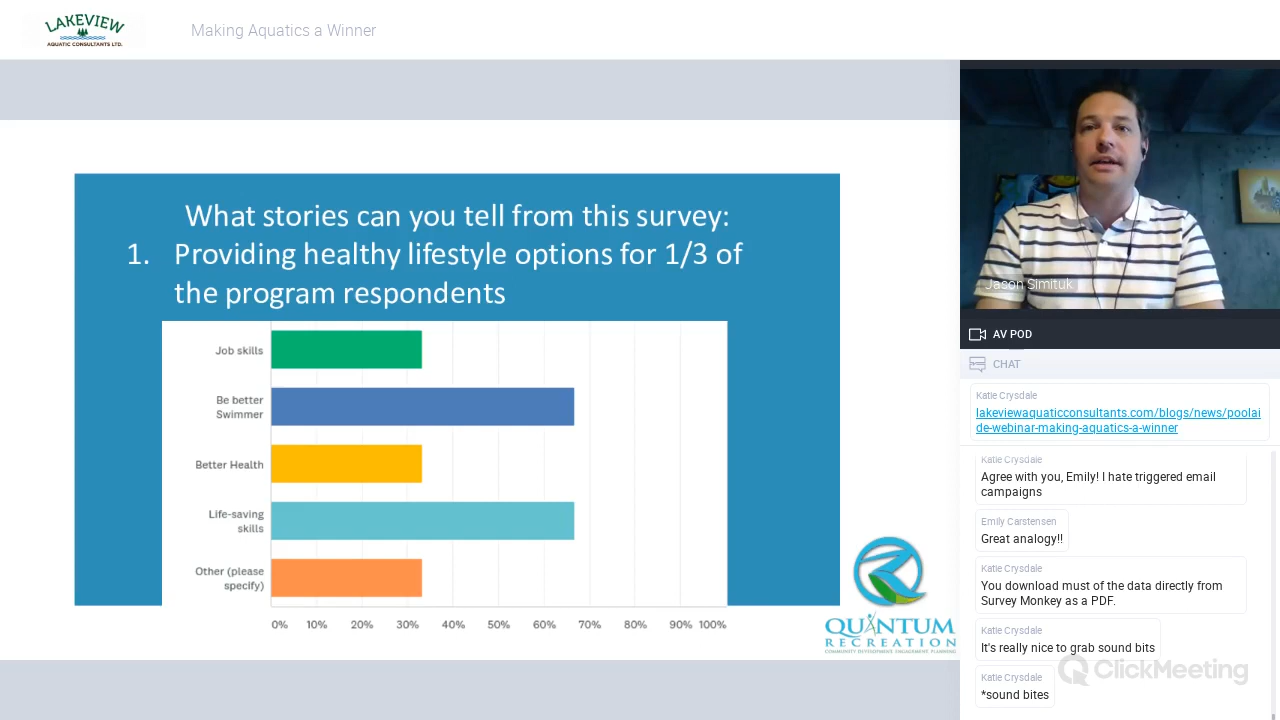 LAKEVIEW
AQUATIC CONSULTANTS LTD.
Making Aquatics a Winner
What stories can you tell from this survey:
1. Providing healthy lifestyle options for 1/3 of
the program respondents
Job skills
Be better
Swimmer
Better Health
Life-saving
skills
Other (please
specify)
0% 10% 20% 30% 40% 50% 60% 70% 80% 90% 100%
QUANTUM
RECREATION
COMMUNITY DEVELOPMENT, ENGAGEMENT, PLANNING
Jason Simituk
AV POD
CHAT
Katie Crysdale
lakeviewaquaticconsultants.com/blogs/news/poolai
de-webinar-making-aquatics-a-winner
Katie Crysdale
Agree with you, Emily! I hate triggered email
campaigns
Emily Carstensen
Great analogy!!
Katie Crysdale
You download must of the data directly from
Survey Monkey as a PDF.
Katie Crysdale
It's really nice to grab sound bits
Katie Crysdale
*sound bites
ClickMeeting